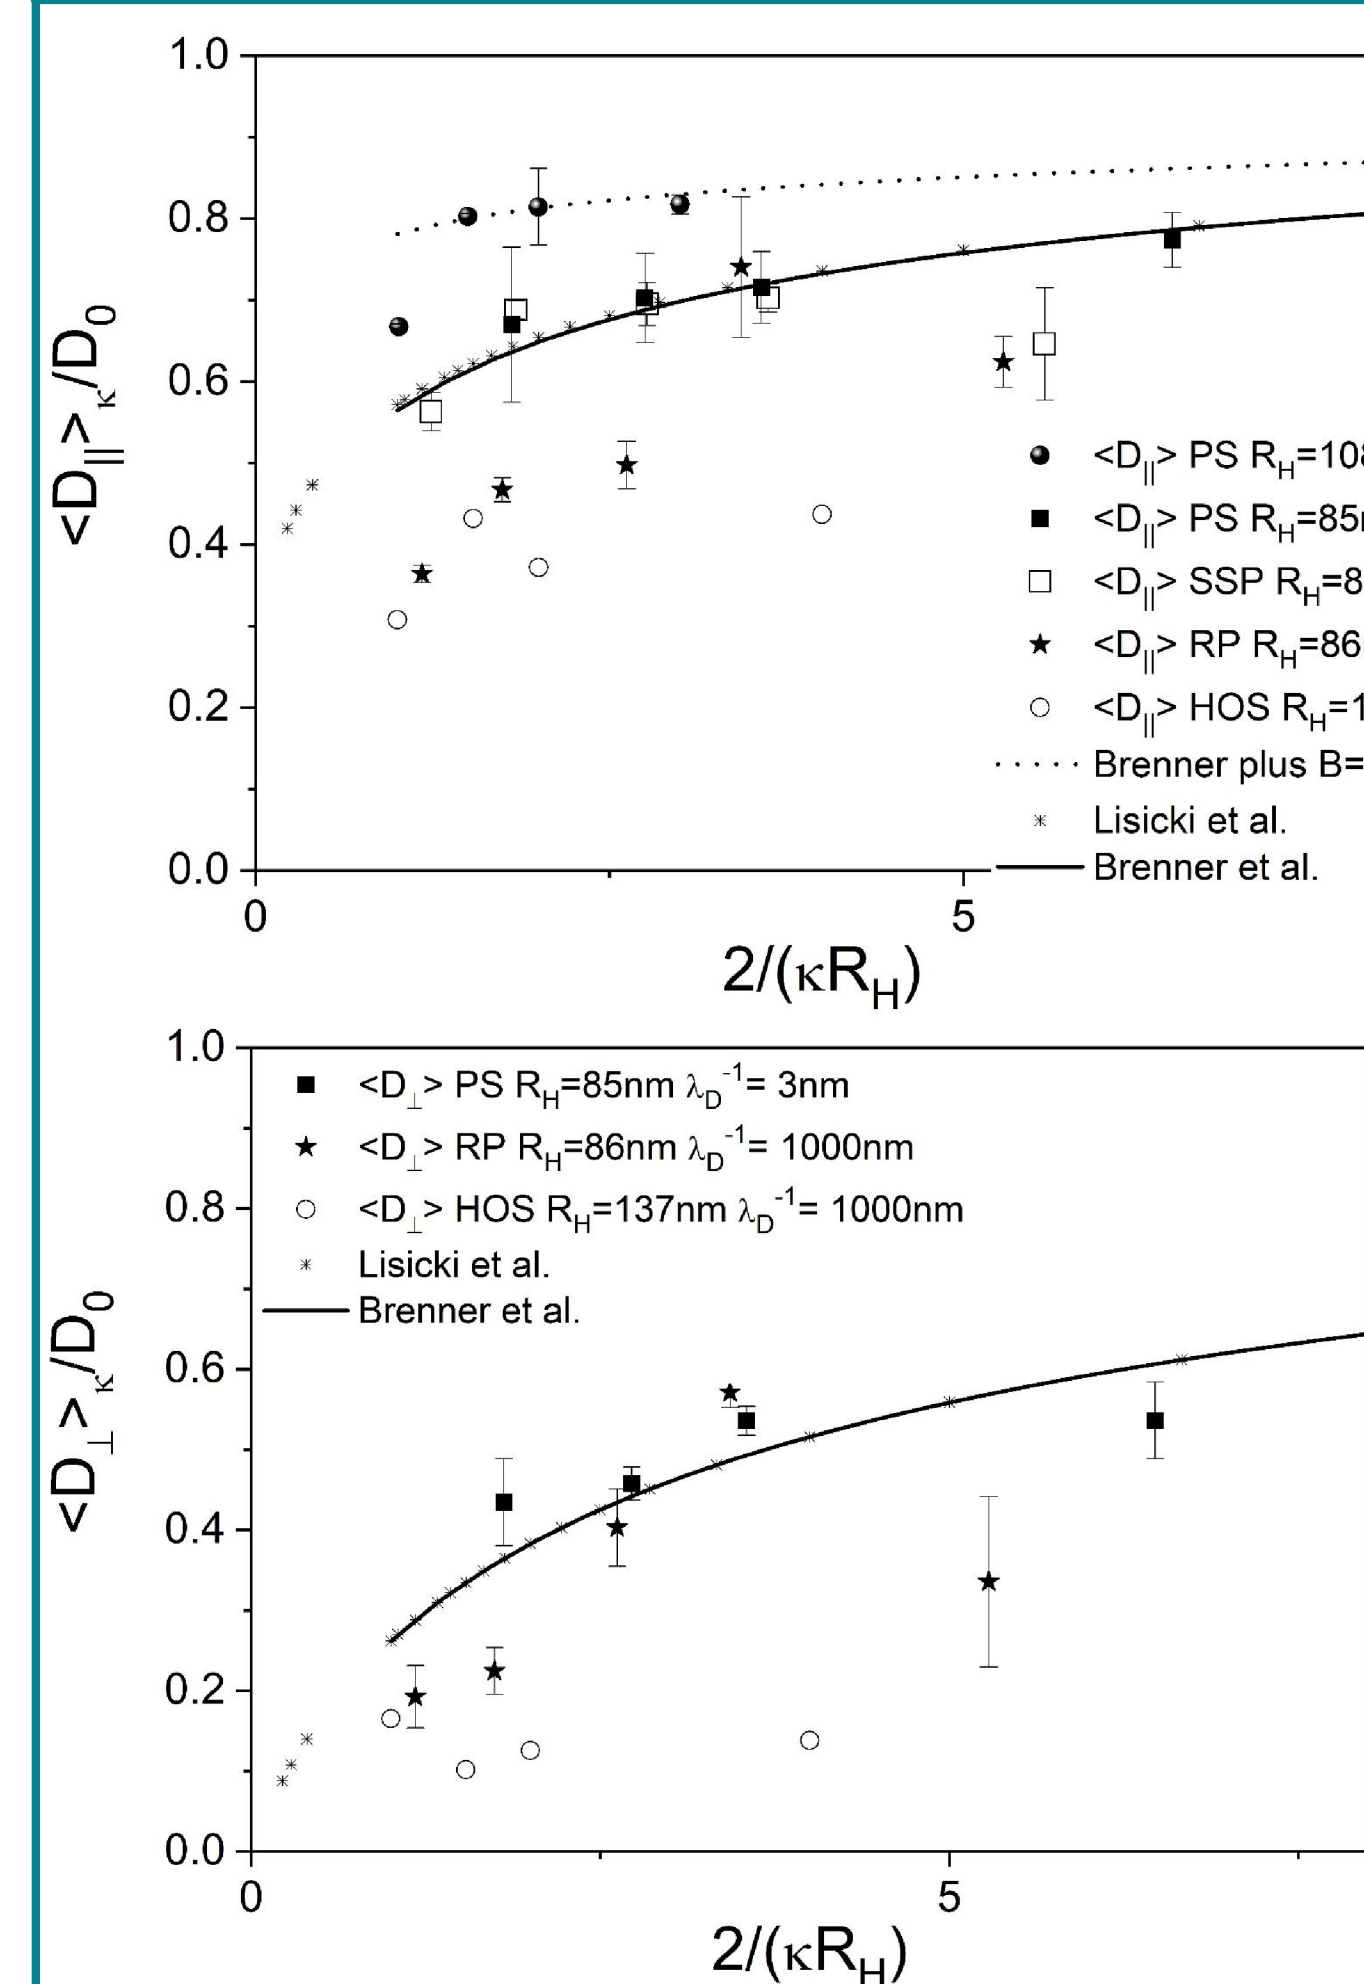 1.0
0.8
0.6
0.4
0.2
0.0
<D||>κ/D0
0 5
2/(κRH)
<D||> PS RH=108
<D||> PS RH=85n
<D||> SSP RH=8
<D||> RP RH=86
<D||> HOS RH=1
Brenner plus B=
Lisicki et al.
Brenner et al.
1.0
0.8
0.6
0.4
0.2
0.0
<D⊥>κ/D0
<D⊥> PS RH=85nm λD-1= 3nm
<D⊥> RP RH=86nm λD-1= 1000nm
<D⊥> HOS RH=137nm λD-1= 1000nm
Lisicki et al.
Brenner et al.
0 5
2/(κRH)